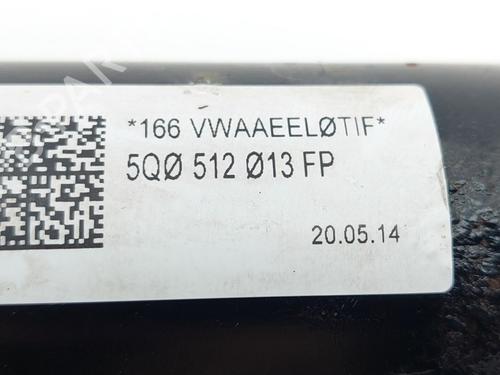 *166 VWAAEELØTIF*
5QØ 512 Ø13 FP
20.05.14